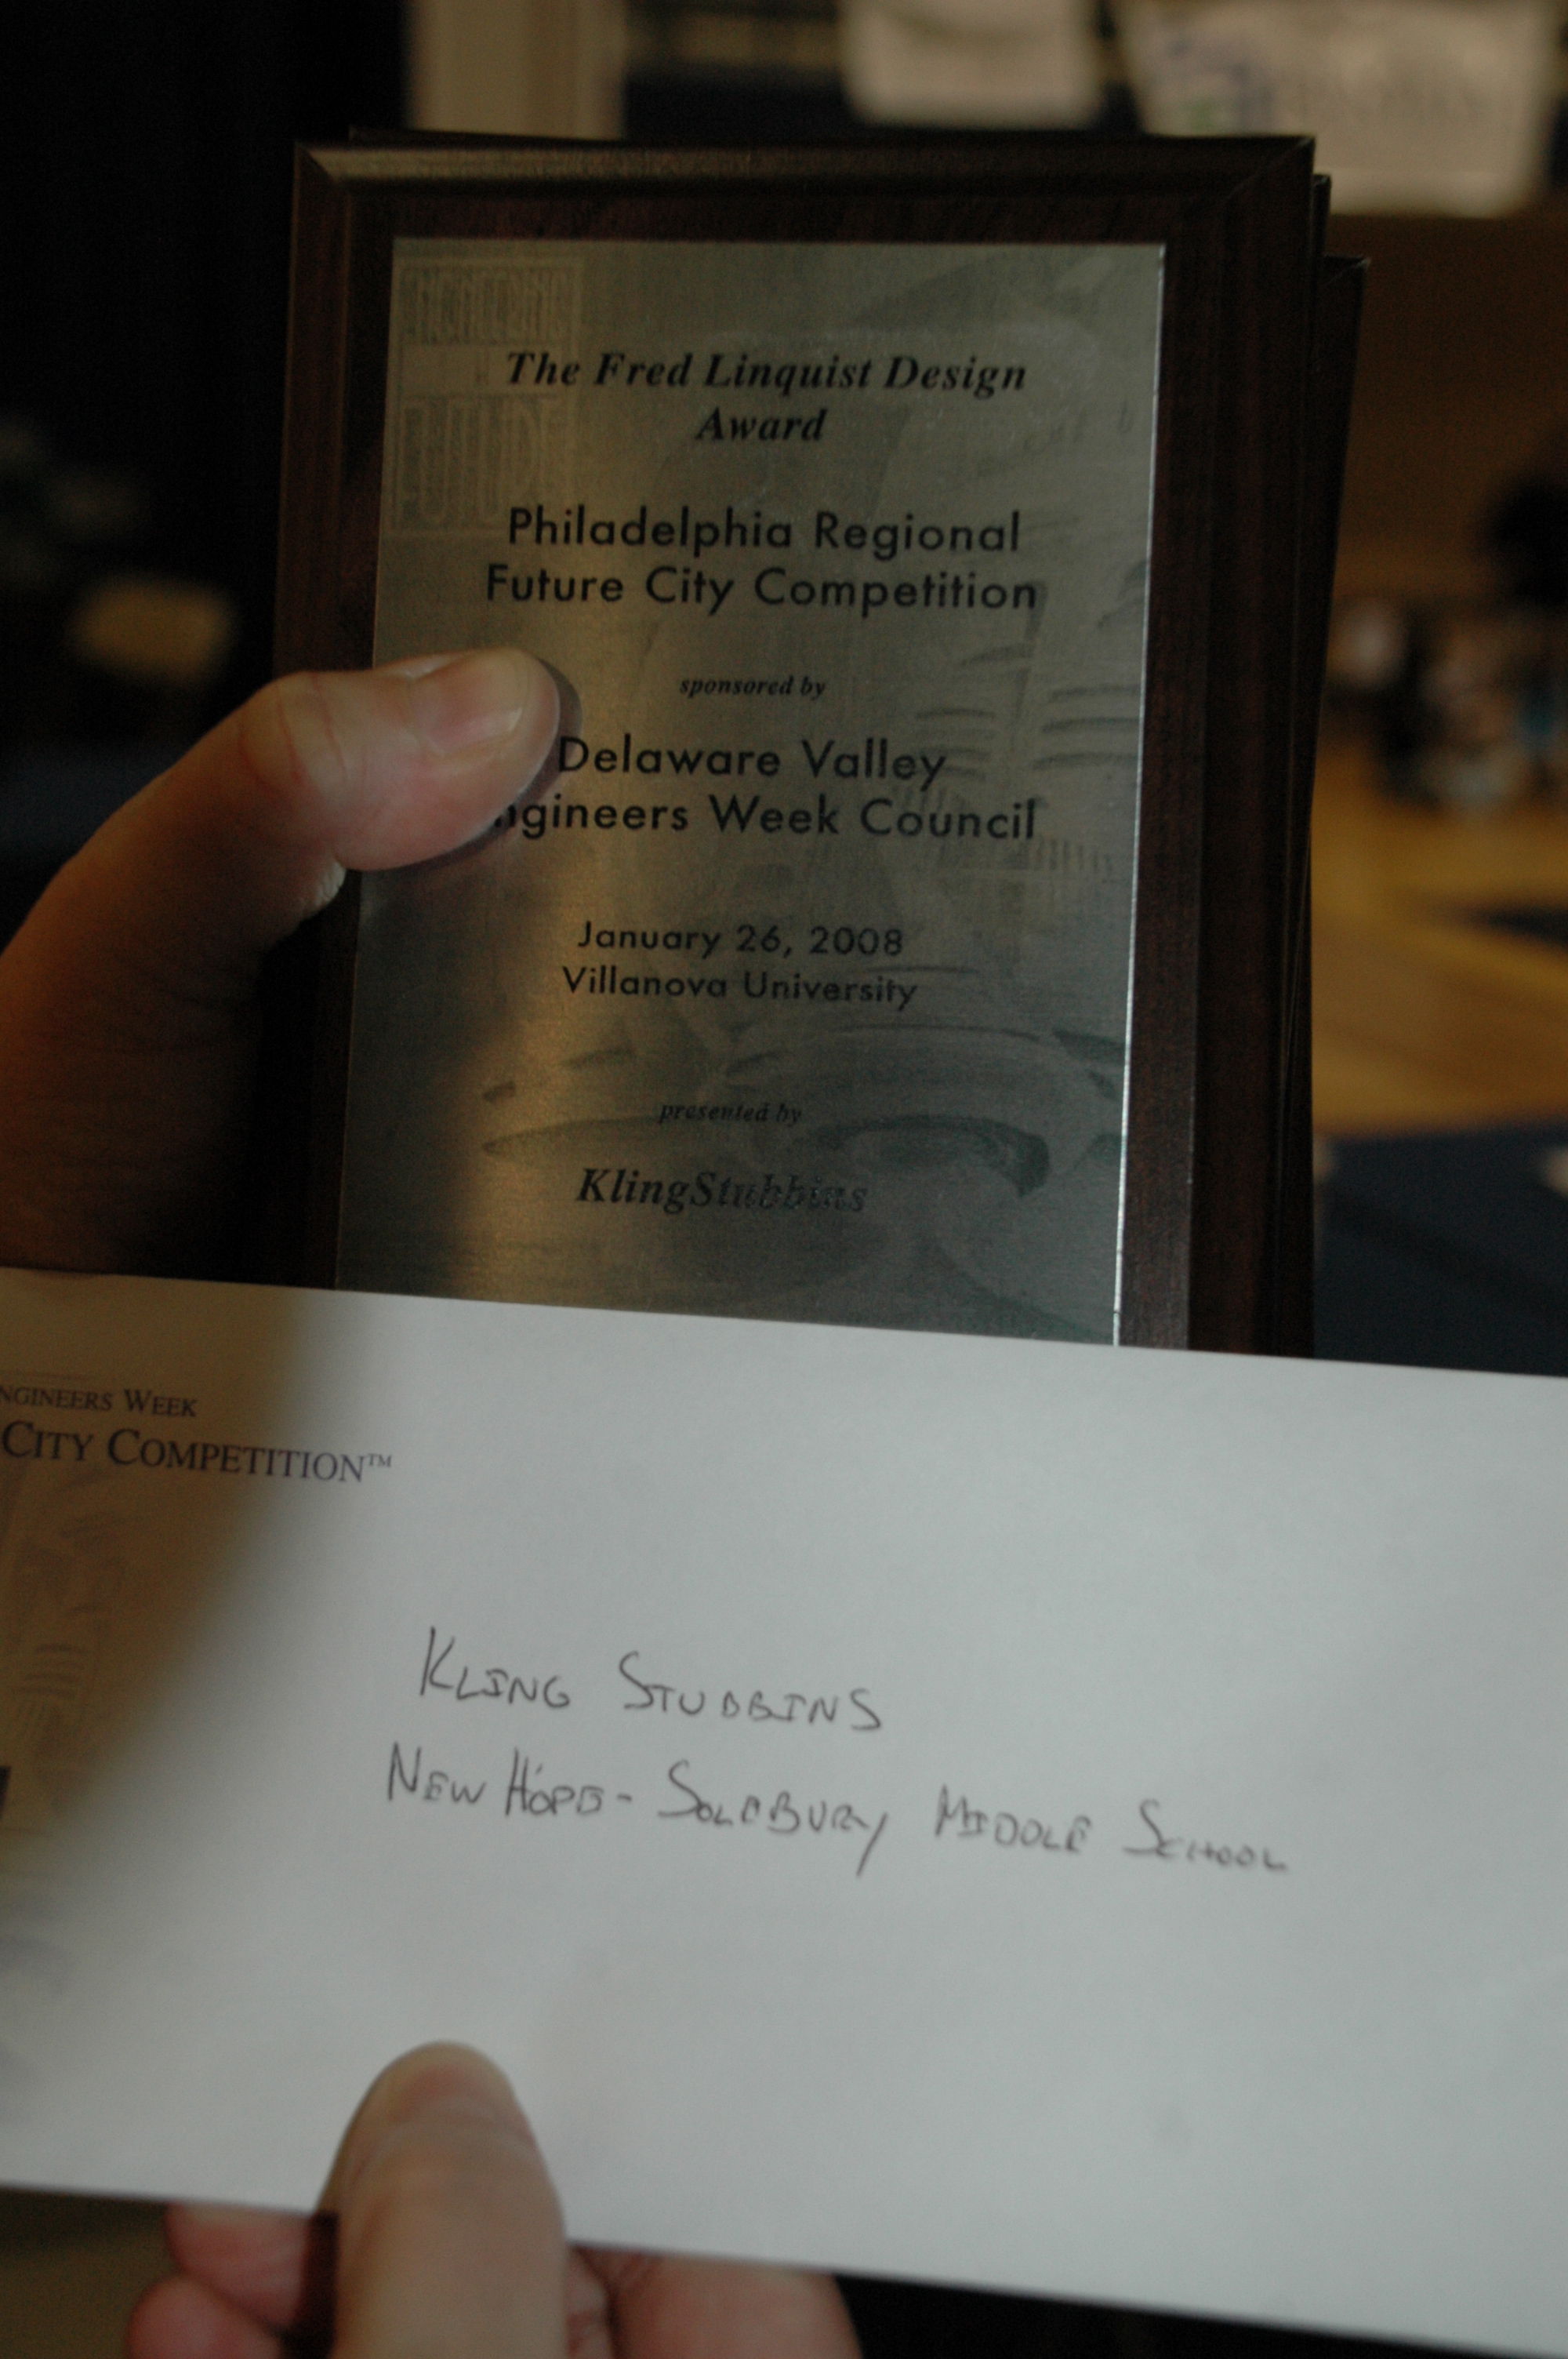 The Fred Linquist Design
Award
Philadelphia Regional
Future City Competition
sponsored by
Delaware Valley
ngineers Week Council
January 26, 2008
Villanova University
presented by
KlingStubbins
NGINEERS WEEK
CITY COMPETITION™
KLING STUBBINS
NEW HOPE - SOLEBURY MIDDLE SCHOOL